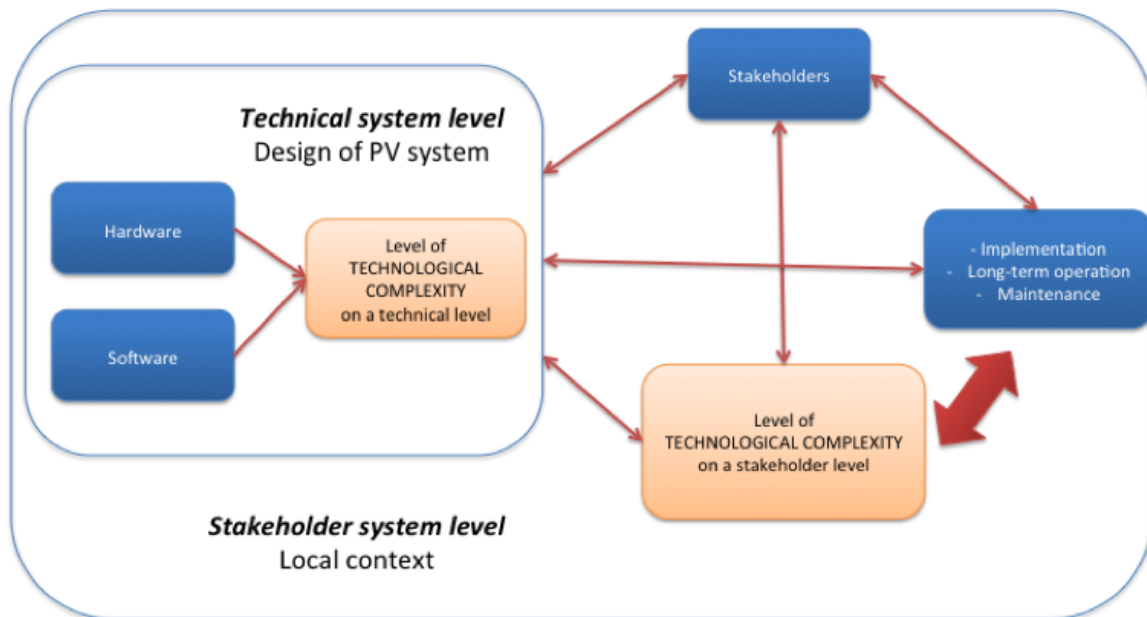 Stakeholders
Technical system level
Design of PV system
Hardware
Software
Level of
TECHNOLOGICAL
COMPLEXITY
on a technical level
- Implementation
- Long-term operation
- Maintenance
Level of
TECHNOLOGICAL COMPLEXITY
on a stakeholder level
Stakeholder system level
Local context